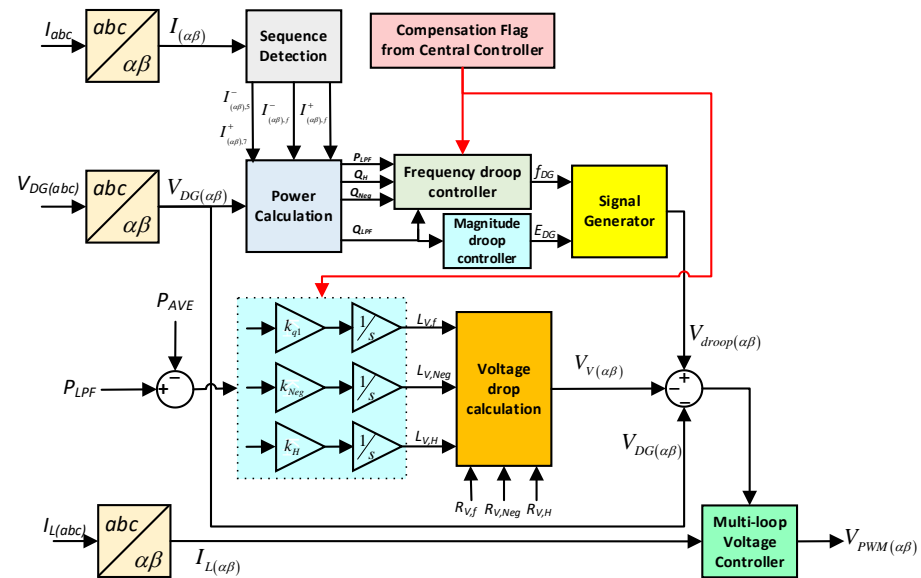 I_abc
abc
αβ
I_(αβ)
Sequence
Detection
Compensation Flag
from Central Controller
I^-_(αβ),5
I^+_(αβ),7
I^-_(αβ),f
I^+_(αβ),f
V_DG(abc)
abc
αβ
V_DG(αβ)
Power
Calculation
P_LPF
Q_H
Q_Neg
Q_LPF
Frequency droop
controller
f_DG
Magnitude
droop
controller
E_DG
Signal
Generator
P_AVE
P_LPF
+
−
k_q1
1/s
L_V,f
k_Neg
1/s
L_V,Neg
k_H
1/s
L_V,H
Voltage
drop
calculation
R_V,f
R_V,Neg
R_V,H
V_V(αβ)
V_droop(αβ)
+
−
−
V_DG(αβ)
I_L(abc)
abc
αβ
I_L(αβ)
Multi-loop
Voltage
Controller
V_PWM(αβ)